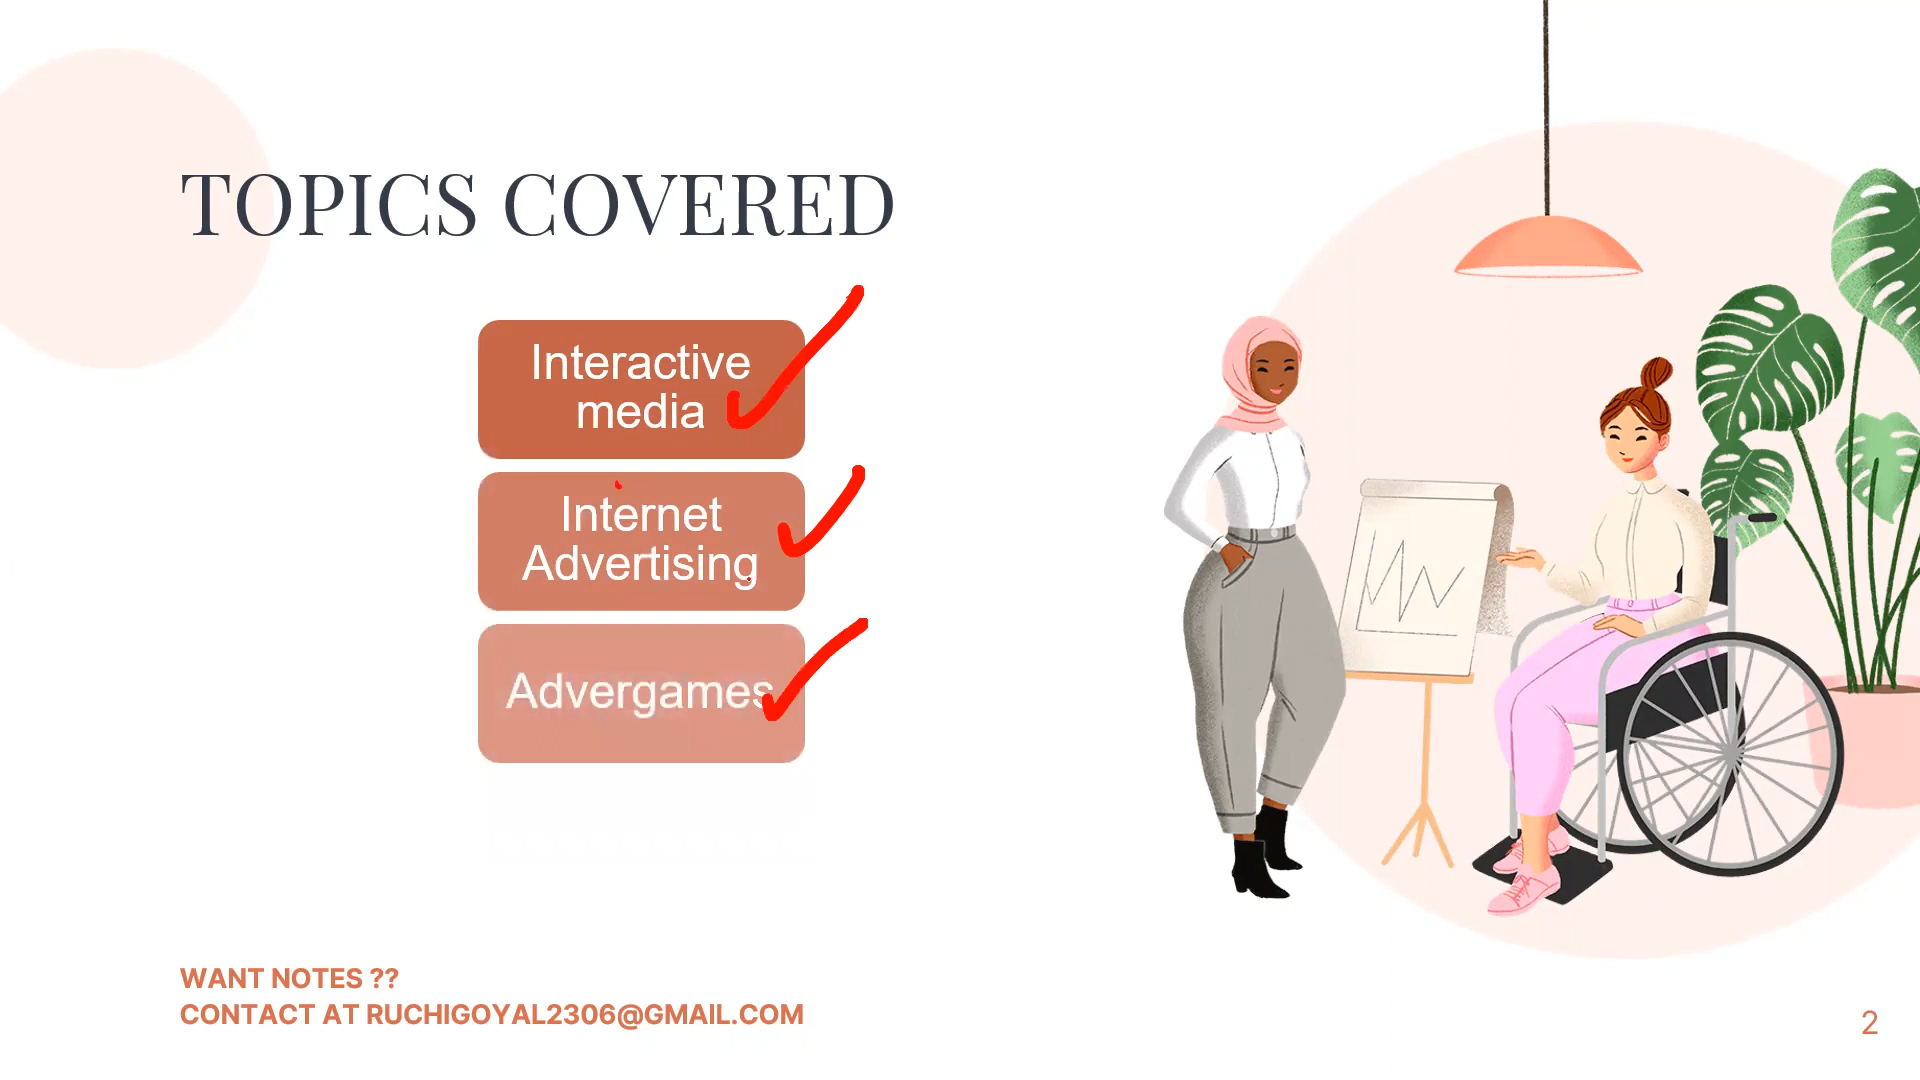 TOPICS COVERED
Interactive
media
Internet
Advertising
Advergames
WANT NOTES ??
CONTACT AT RUCHIGOYAL2306@GMAIL.COM
2